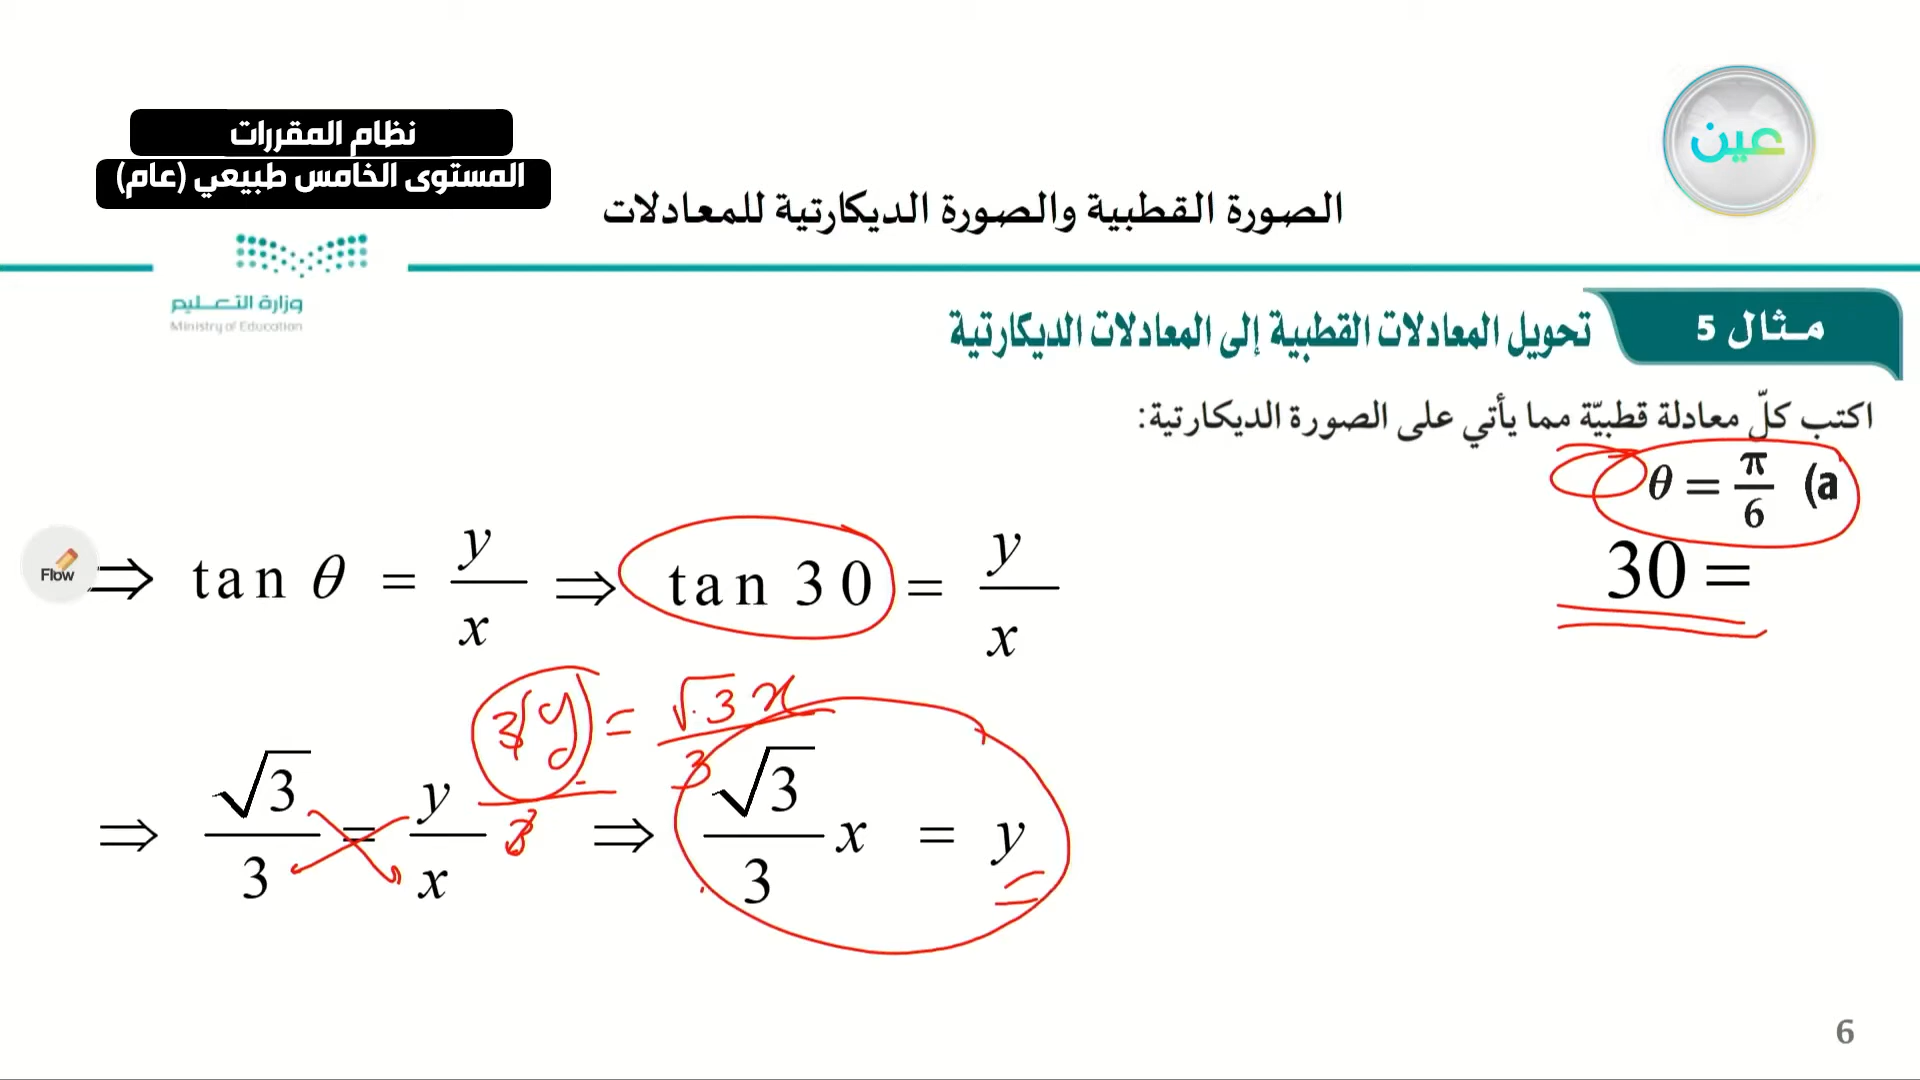 عين
نظام المقررات
المستوى الخامس طبيعي (عام)
الصورة القطبية والصورة الديكارتية للمعادلات
وزارة التعليم
Ministry of Education
مثال 5
تحويل المعادلات القطبية إلى المعادلات الديكارتية
اكتب كلّ معادلة قطبيّة مما يأتي على الصورة الديكارتية:
θ = π/6 (a
30 =
Flow
⇒ tan θ = y/x ⇒ tan 30 = y/x
3y/3 = √3 x/3
⇒ √3/3 = y/x ⇒ √3/3 x = y
6